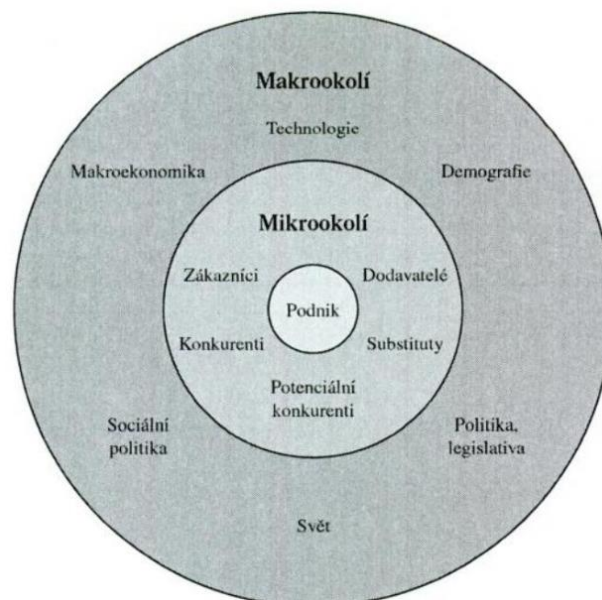 Makrookolí
Technologie
Makroekonomika
Demografie
Mikrookolí
Zákazníci
Dodavatelé
Podnik
Konkurenti
Substituty
Potenciální
konkurenti
Sociální
politika
Politika,
legislativa
Svět